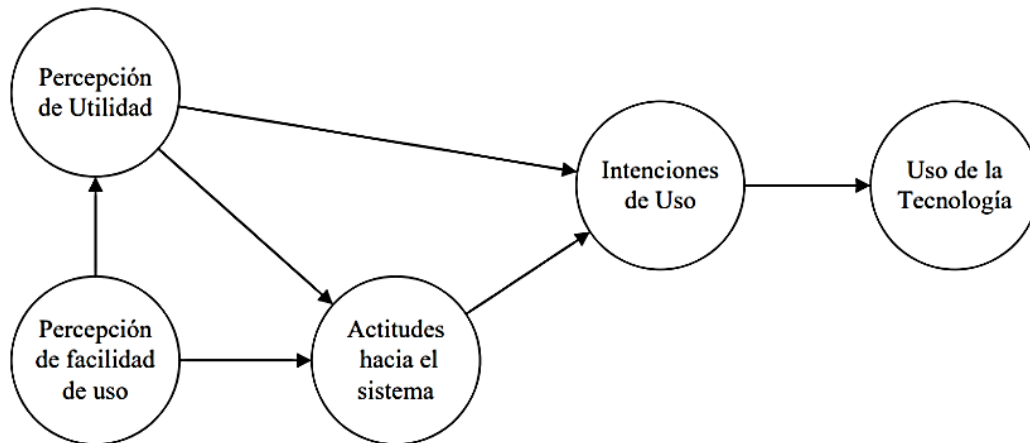 Percepción
de Utilidad
Intenciones
de Uso
Uso de la
Tecnología
Percepción
de facilidad
de uso
Actitudes
hacia el
sistema